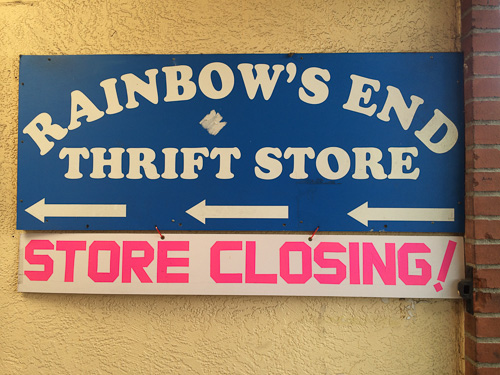 RAINBOW'S END
THRIFT STORE
STORE CLOSING!